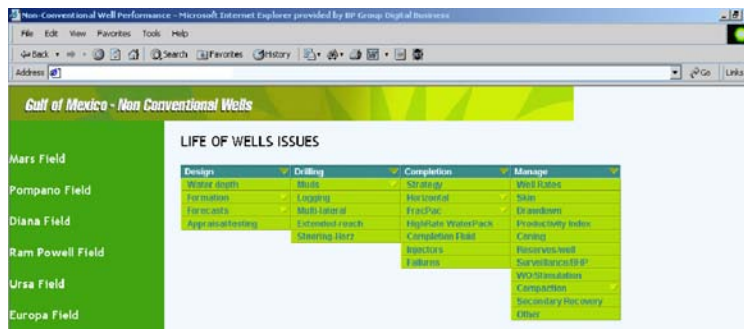 Non-Conventional Well Performance - Microsoft Internet Explorer provided by BP Group Digital Business
File Edit View Favorites Tools Help
Back Search Favorites History
Address Go Links
Gulf of Mexico - Non Conventional Wells
LIFE OF WELLS ISSUES
Mars Field
Pompano Field
Diana Field
Ram Powell Field
Ursa Field
Europa Field
Design Drilling Completion Manage
Water depth Muds Strategy Well Rates
Formation Logging Horizontal Skin
Forecasts Multi-lateral FracPac Drawdown
Appraisal/testing Extended-reach HighRate WaterPack Productivity Index
Steering-Horz Completion Fluid Coning
Injectors Reserves/well
Failures Surveillance/BHP
WO/Stimulation
Compaction
Secondary Recovery
Other